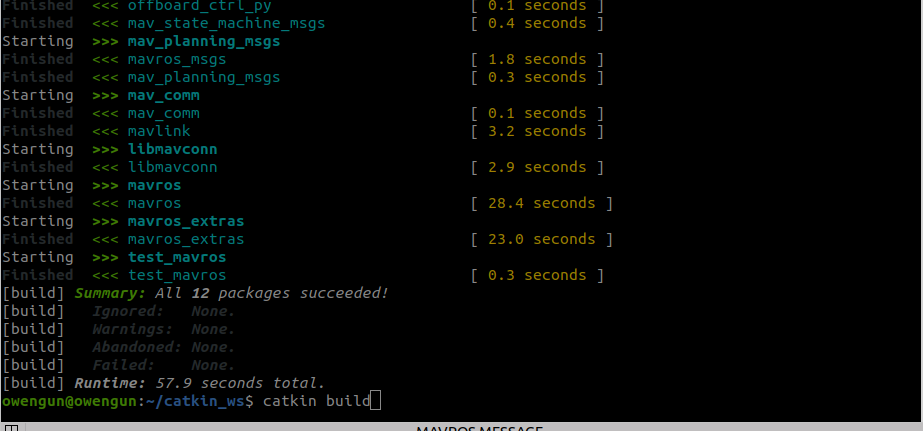 Finished  <<< offboard_ctrl_py                      [ 0.1 seconds ]
Finished  <<< mav_state_machine_msgs                [ 0.4 seconds ]
Starting  >>> mav_planning_msgs
Finished  <<< mavros_msgs                           [ 1.8 seconds ]
Finished  <<< mav_planning_msgs                     [ 0.3 seconds ]
Starting  >>> mav_comm
Finished  <<< mav_comm                              [ 0.1 seconds ]
Finished  <<< mavlink                               [ 3.2 seconds ]
Starting  >>> libmavconn
Finished  <<< libmavconn                            [ 2.9 seconds ]
Starting  >>> mavros
Finished  <<< mavros                                [ 28.4 seconds ]
Starting  >>> mavros_extras
Finished  <<< mavros_extras                         [ 23.0 seconds ]
Starting  >>> test_mavros
Finished  <<< test_mavros                           [ 0.3 seconds ]
[build] Summary: All 12 packages succeeded!
[build]   Ignored:   None.
[build]   Warnings:  None.
[build]   Abandoned: None.
[build]   Failed:    None.
[build] Runtime: 57.9 seconds total.
owengun@owengun:~/catkin_ws$ catkin build
MAVROS MESSAGE